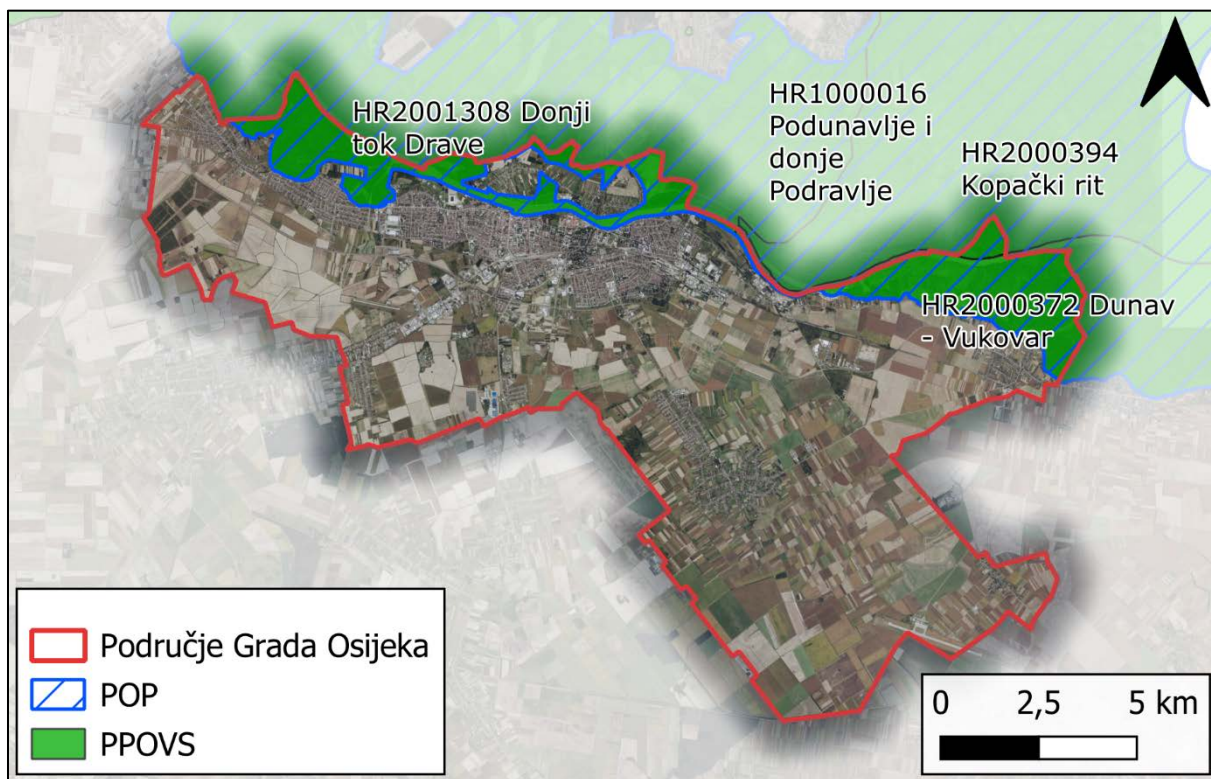 HR2001308 Donji
tok Drave
HR1000016
Podunavlje i
donje
Podravlje
HR2000394
Kopački rit
HR2000372 Dunav
- Vukovar
Područje Grada Osijeka
POP
PPOVS
0 2,5 5 km